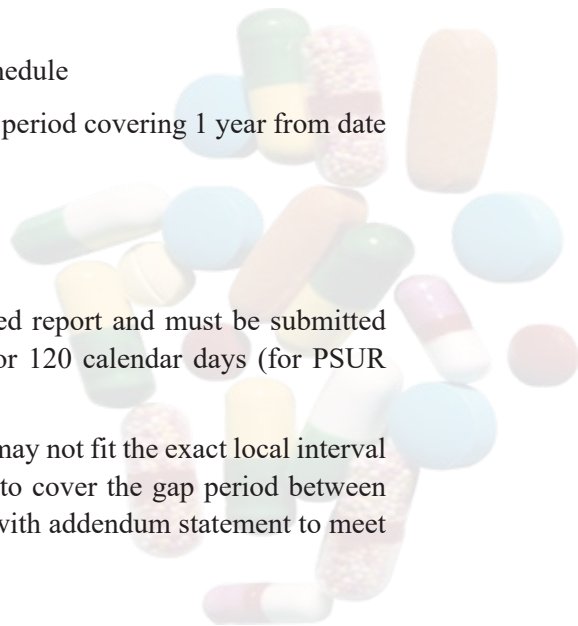 period covering 1 year from date
ed report and must be submitted
or 120 calendar days (for PSUR
may not fit the exact local interval
to cover the gap period between
with addendum statement to meet